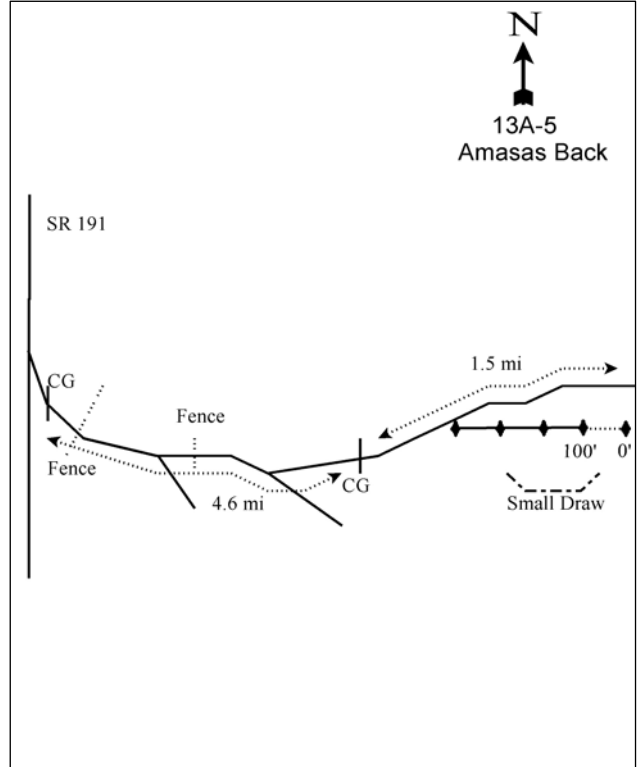 N
13A-5
Amasas Back
SR 191
1.5 mi
CG
Fence
Fence
100' 0'
CG
4.6 mi
Small Draw